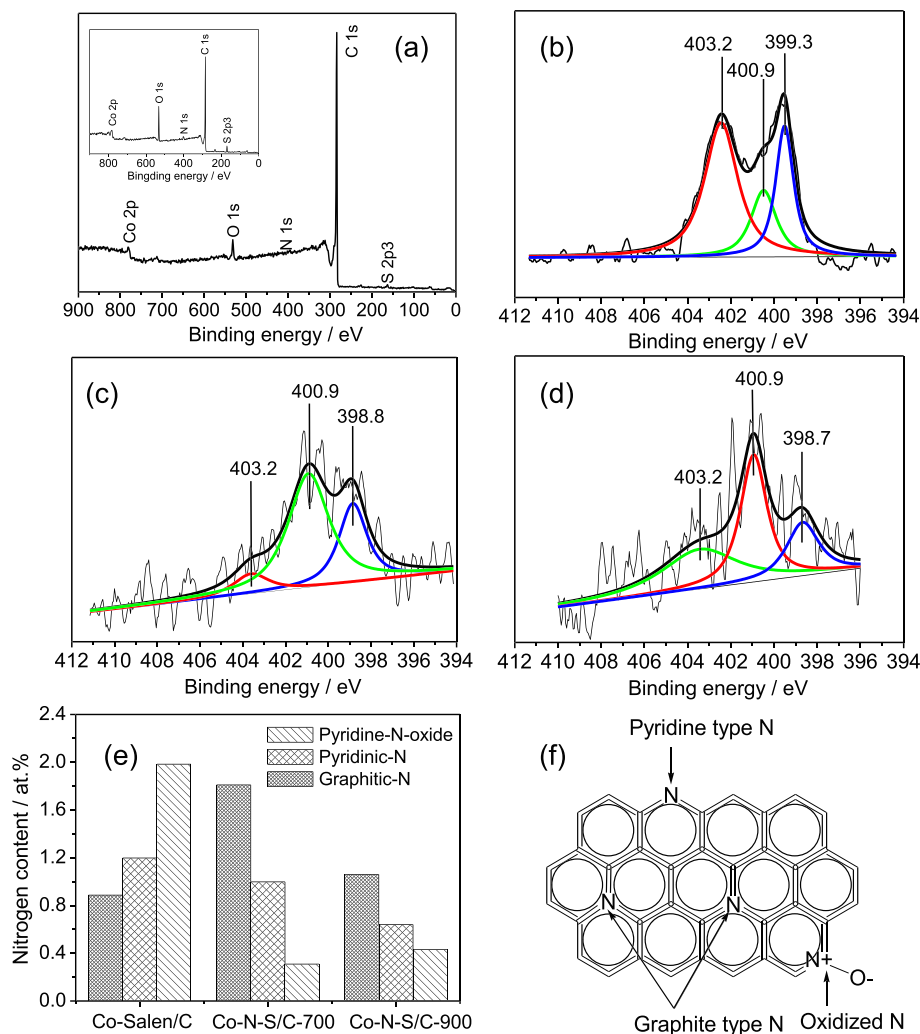 (a)
C 1s
O 1s
Co 2p
N 1s
S 2p3
800 600 400 200 0
Bingding energy / eV
C 1s
Co 2p
O 1s
N 1s
S 2p3
900 800 700 600 500 400 300 200 100 0
Binding energy / eV
(b)
403.2
400.9
399.3
412 410 408 406 404 402 400 398 396 394
Binding energy / eV
(c)
403.2
400.9
398.8
412 410 408 406 404 402 400 398 396 394
Binding energy / eV
(d)
403.2
400.9
398.7
412 410 408 406 404 402 400 398 396 394
Binding energy / eV
(e)
Nitrogen content / at.%
2.4
2.0
1.6
1.2
0.8
0.4
0.0
Pyridine-N-oxide
Pyridinic-N
Graphitic-N
Co-Salen/C Co-N-S/C-700 Co-N-S/C-900
(f)
Pyridine type N
N
N
N
N+
O-
Graphite type N
Oxidized N